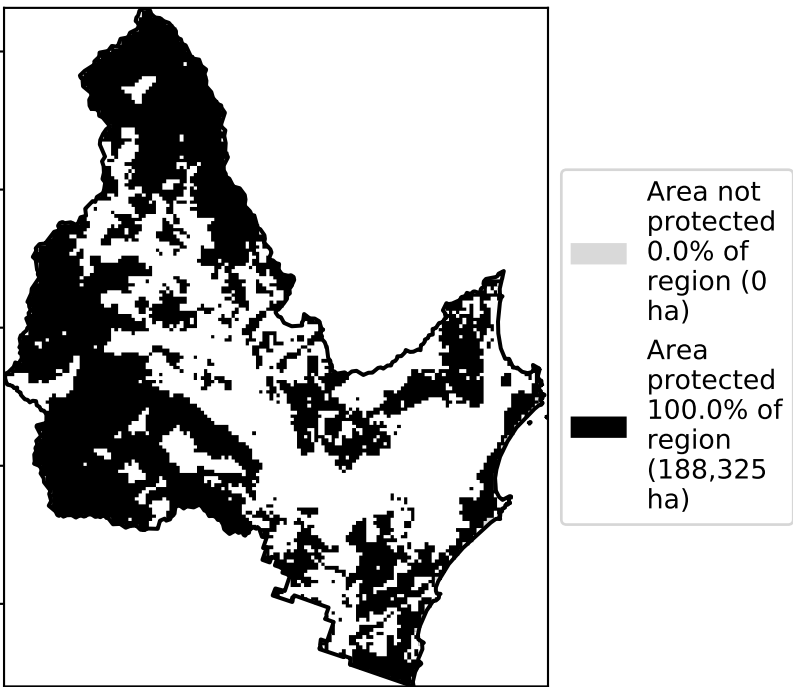 Area not
protected
0.0% of
region (0
ha)
Area
protected
100.0% of
region
(188,325
ha)